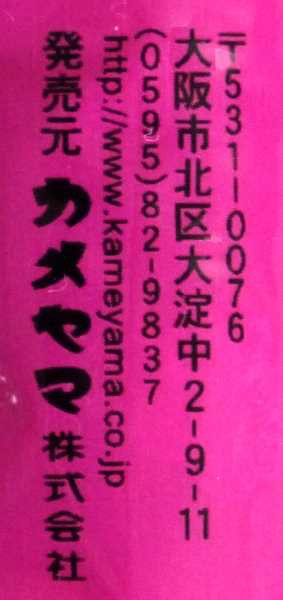 〒531-0076
大阪市北区大淀中2-9-11
(0595)82-9837
http://www.kameyama.co.jp
発売元 カメヤマ株式会社